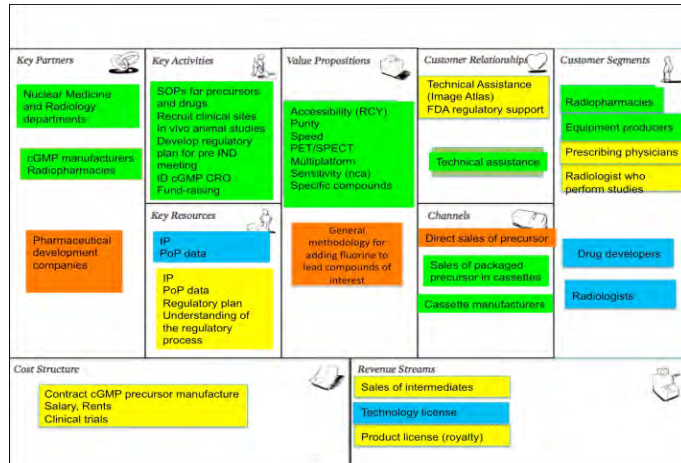 Key Partners
Nuclear Medicine
and Radiology
departments
cGMP manufacturers
Radiopharmacies
Pharmaceutical
development
companies
Key Activities
SOPs for precursors
and drugs
Recruit clinical sites
In vivo animal studies
Develop regulatory
plan for pre IND
meeting
ID cGMP CRO
Fund-raising
Key Resources
IP
PoP data
IP
PoP data
Regulatory plan
Understanding of
the regulatory
process
Value Propositions
Accessibility (RCY)
Purity
Speed
PET/SPECT
Multiplatform
Sensitivity (nca)
Specific compounds
General
methodology for
adding fluorine to
lead compounds of
interest
Customer Relationships
Technical Assistance
(Image Atlas)
FDA regulatory support
Technical assistance
Channels
Direct sales of precursor
Sales of packaged
precursor in cassettes
Cassette manufacturers
Customer Segments
Radiopharmacies
Equipment producers
Prescribing physicians
Radiologist who
perform studies
Drug developers
Radiologists
Cost Structure
Contract cGMP precursor manufacture
Salary, Rents
Clinical trials
Revenue Streams
Sales of intermediates
Technology license
Product license (royalty)